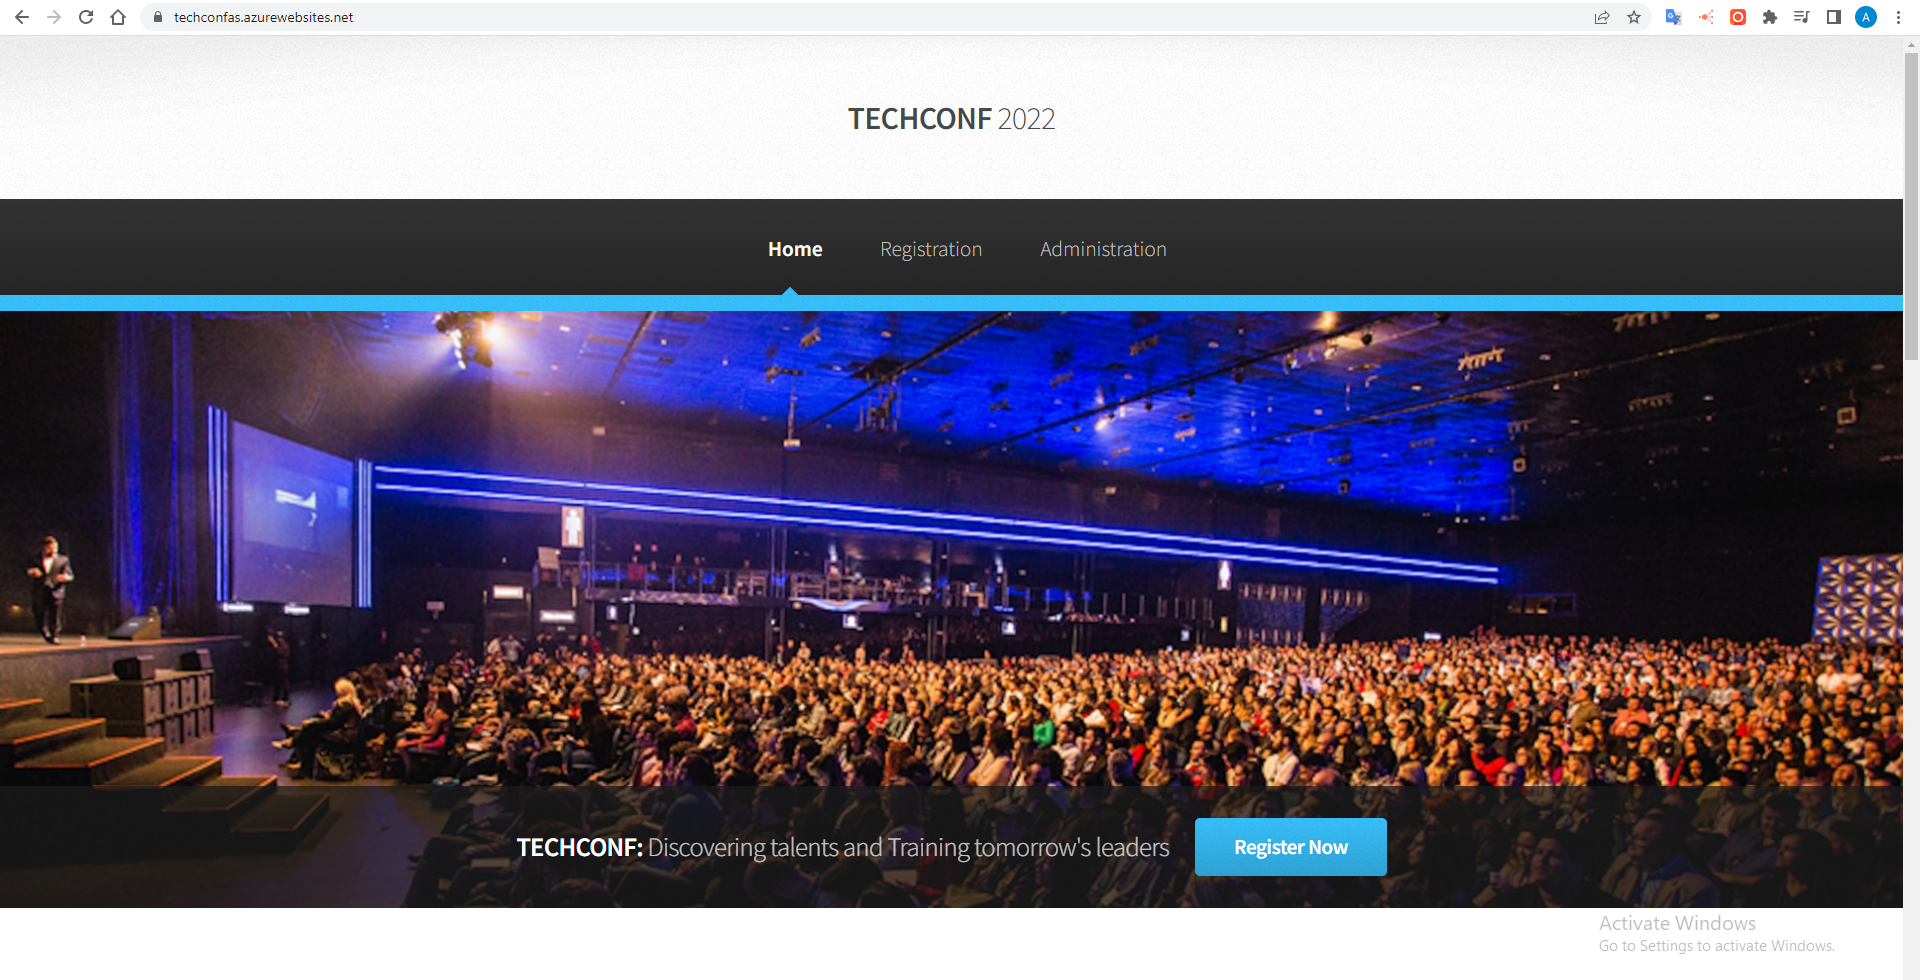 techconfas.azurewebsites.net
A
TECHCONF 2022
Home Registration Administration
TECHCONF: Discovering talents and Training tomorrow's leaders Register Now
Activate Windows
Go to Settings to activate Windows.